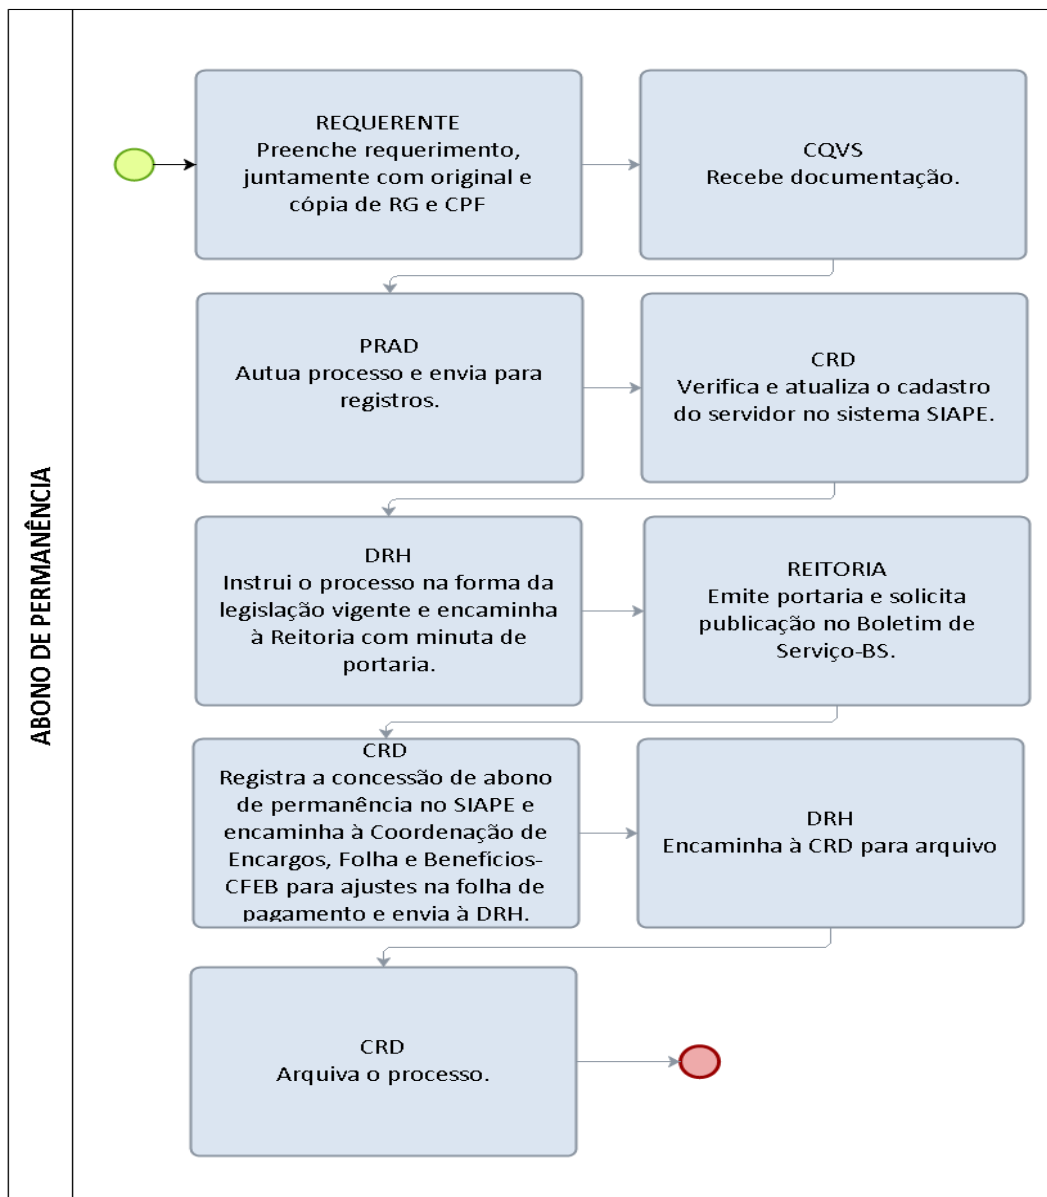 ABONO DE PERMANÊNCIA
REQUERENTE
Preenche requerimento,
juntamente com original e
cópia de RG e CPF
CQVS
Recebe documentação.
PRAD
Autua processo e envia para
registros.
CRD
Verifica e atualiza o cadastro
do servidor no sistema SIAPE.
DRH
Instrui o processo na forma da
legislação vigente e encaminha
à Reitoria com minuta de
portaria.
REITORIA
Emite portaria e solicita
publicação no Boletim de
Serviço-BS.
CRD
Registra a concessão de abono
de permanência no SIAPE e
encaminha à Coordenação de
Encargos, Folha e Benefícios-
CFEB para ajustes na folha de
pagamento e envia à DRH.
DRH
Encaminha à CRD para arquivo
CRD
Arquiva o processo.